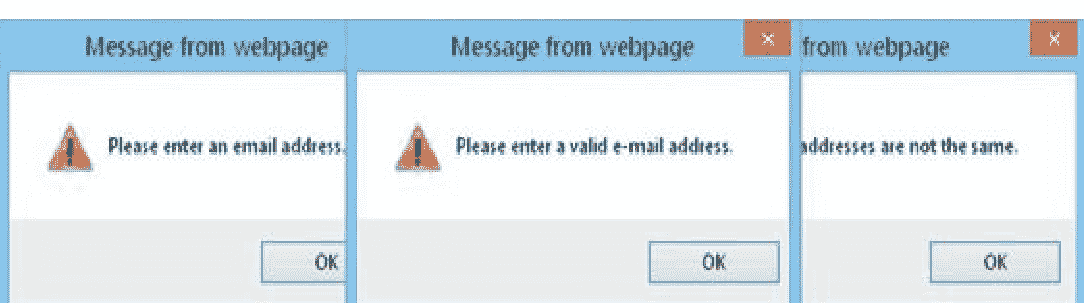 Message from webpage
Please enter an email address.
OK
Message from webpage
Please enter a valid e-mail address.
OK
from webpage
addresses are not the same.
OK